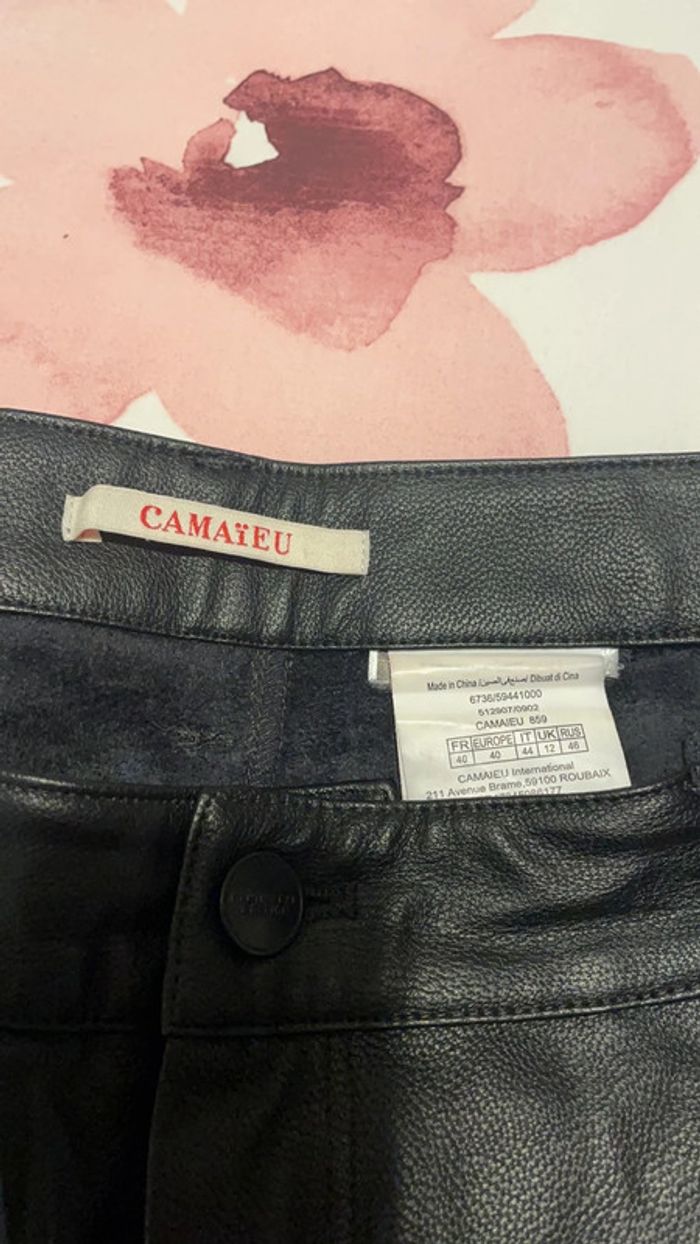 CAMAïEU
Made in China /صنع في الصين/ Dibuat di Cina
6736/59441000
512907/0902
CAMAIEU 859
FR EUROPE IT UK RUS
40 40 44 12 46
CAMAIEU International
211 Avenue Brame,59100 ROUBAIX